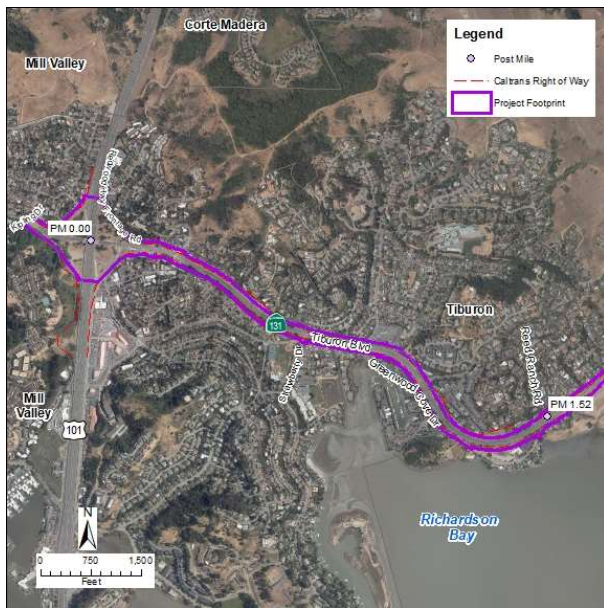 Corte Madera
Mill Valley
Legend
Post Mile
Caltrans Right of Way
Project Footprint
PM 0.00
131
Tiburon Blvd
Tiburon
Greenwood Cove Dr
Reed Ranch Rd
PM 1.52
Mill
Valley
101
Richardson
Bay
N
0 750 1,500
Feet